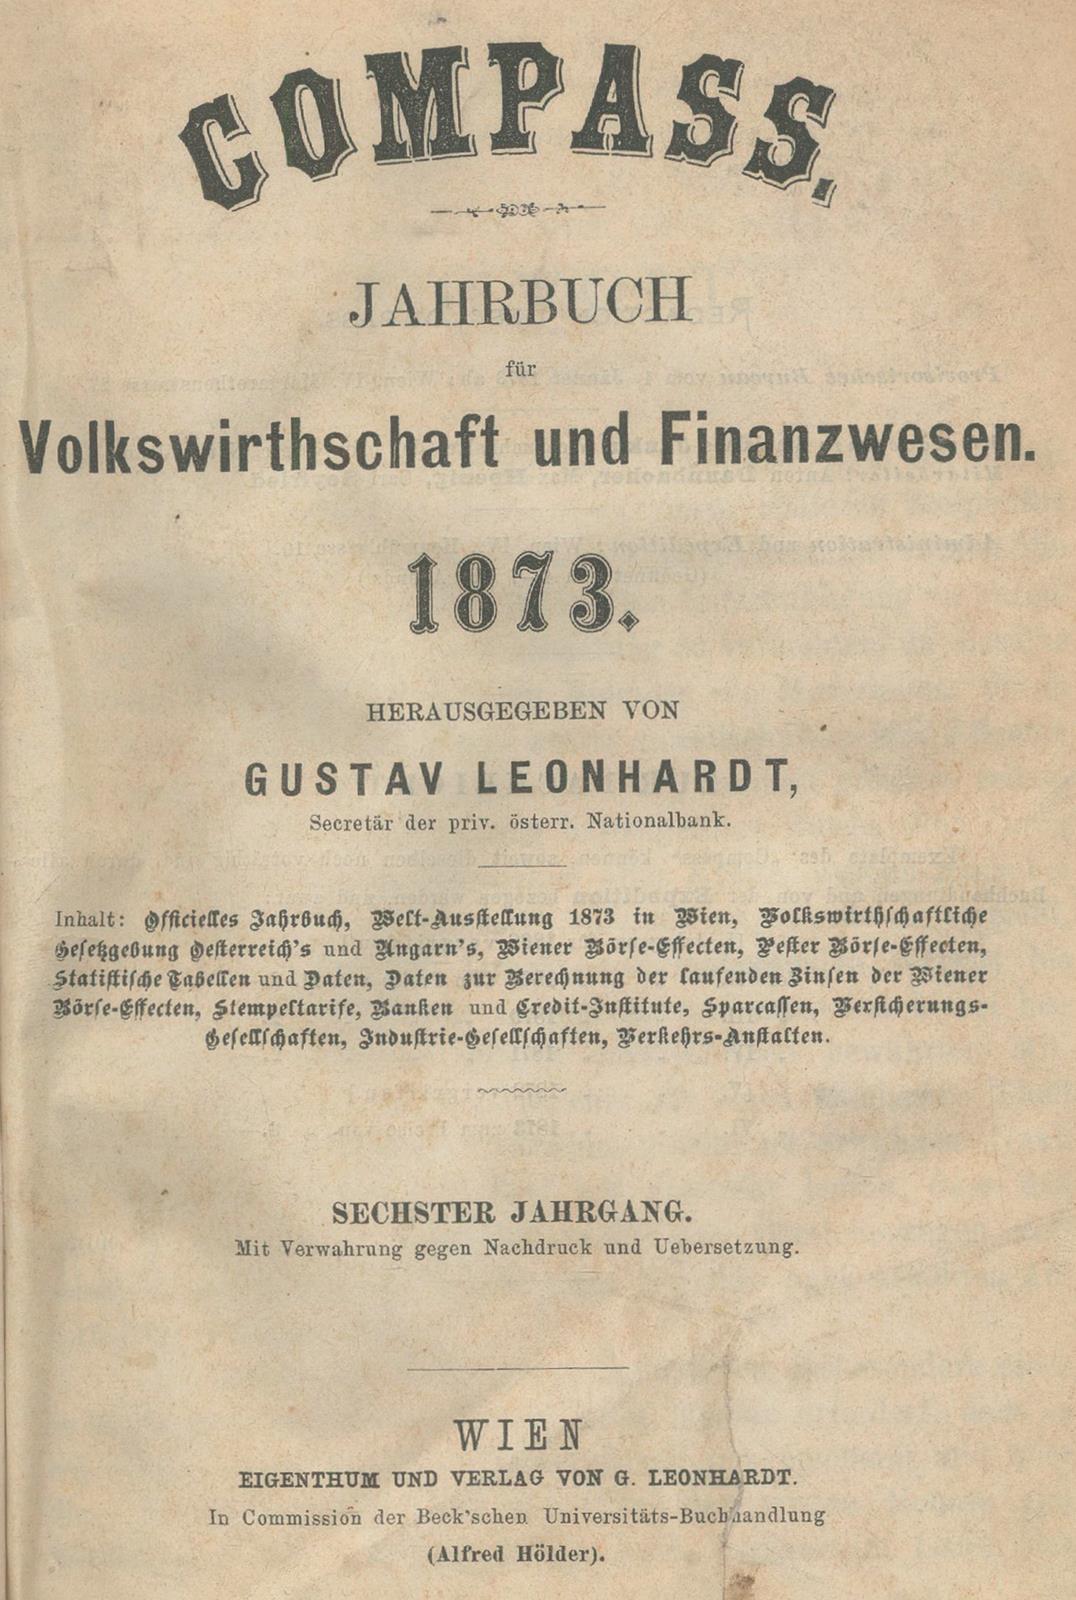 COMPASS.
JAHRBUCH
für
Volkswirthschaft und Finanzwesen.
1873.
HERAUSGEGEBEN VON
GUSTAV LEONHARDT,
Secretär der priv. österr. Nationalbank.
Inhalt: Officielles Jahrbuch, Welt-Ausstellung 1873 in Wien, Volkswirthschaftliche
Gesetzgebung Oesterreich's und Ungarn's, Wiener Börse-Effecten, Pester Börse-Effecten,
Statistische Tabellen und Daten, Daten zur Berechnung der laufenden Zinsen der Wiener
Börse-Effecten, Stempeltarife, Banken und Credit-Institute, Sparcassen, Versicherungs-
Gesellschaften, Industrie-Gesellschaften, Verkehrs-Anstalten.
SECHSTER JAHRGANG.
Mit Verwahrung gegen Nachdruck und Uebersetzung.
WIEN
EIGENTHUM UND VERLAG VON G. LEONHARDT.
In Commission der Beck'schen Universitäts-Buchhandlung
(Alfred Hölder).